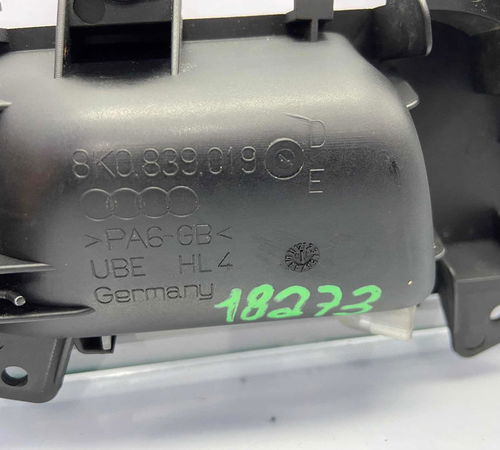 8K0.839.019
D
E
>PA6-GB<
UBE HL4
Germany
18273